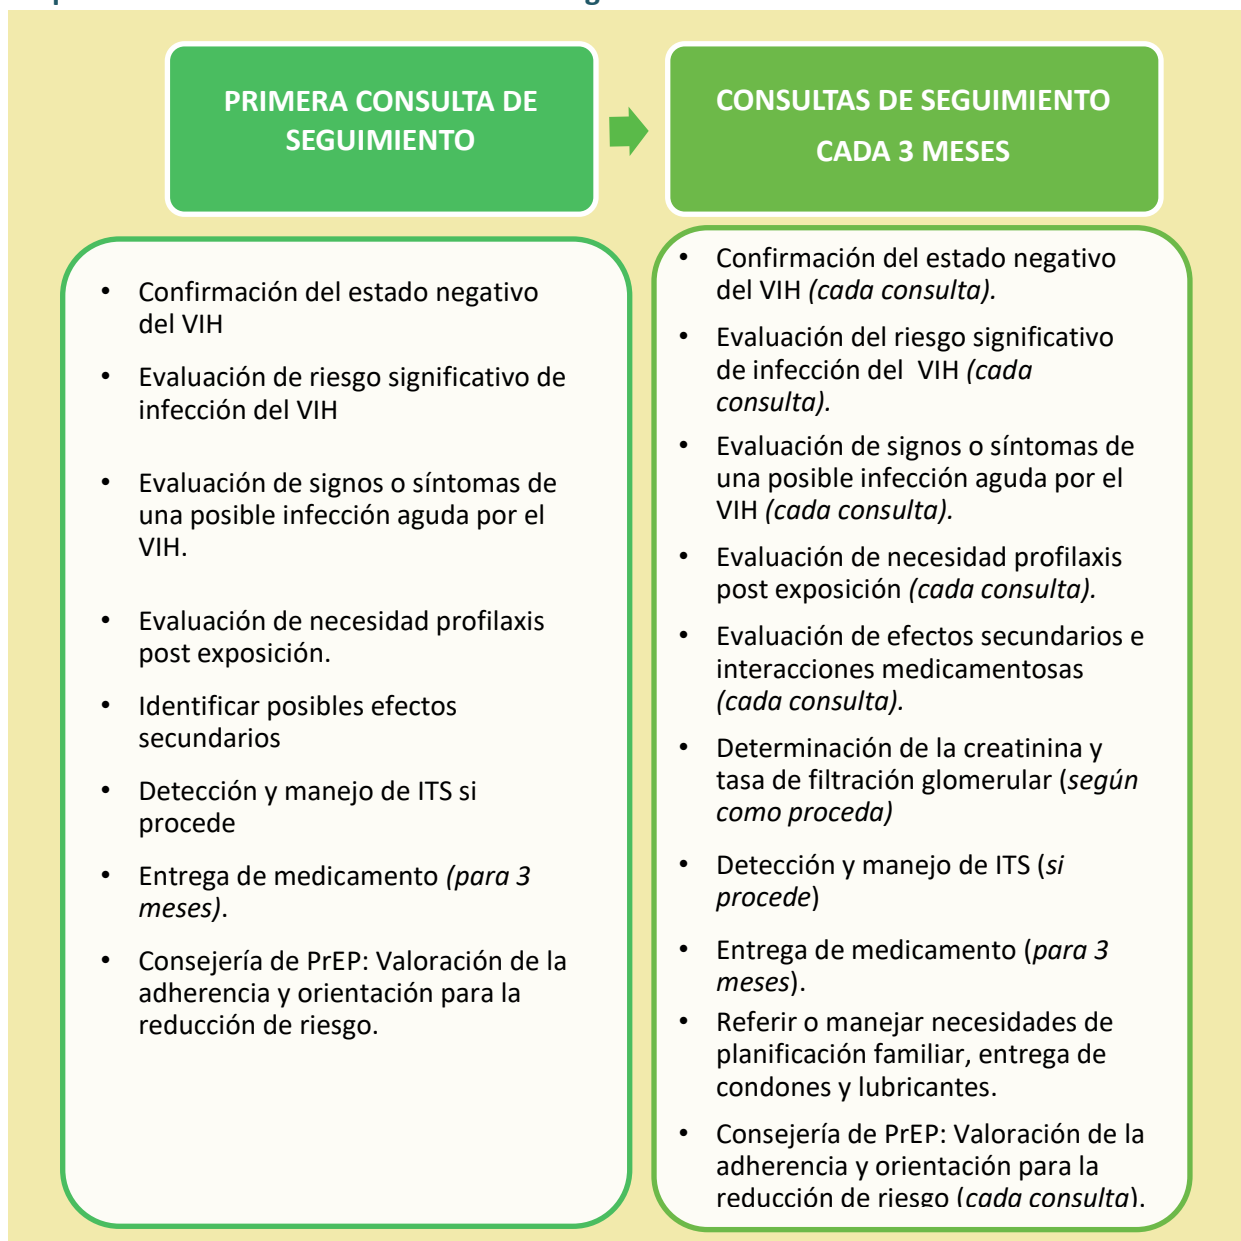 PRIMERA CONSULTA DE
SEGUIMIENTO
CONSULTAS DE SEGUIMIENTO
CADA 3 MESES
• Confirmación del estado negativo
del VIH
• Evaluación de riesgo significativo de
infección del VIH
• Evaluación de signos o síntomas de
una posible infección aguda por el
VIH.
• Evaluación de necesidad profilaxis
post exposición.
• Identificar posibles efectos
secundarios
• Detección y manejo de ITS si
procede
• Entrega de medicamento (para 3
meses).
• Consejería de PrEP: Valoración de la
adherencia y orientación para la
reducción de riesgo.
• Confirmación del estado negativo
del VIH (cada consulta).
• Evaluación del riesgo significativo
de infección del  VIH (cada
consulta).
• Evaluación de signos o síntomas de
una posible infección aguda por el
VIH (cada consulta).
• Evaluación de necesidad profilaxis
post exposición (cada consulta).
• Evaluación de efectos secundarios e
interacciones medicamentosas
(cada consulta).
• Determinación de la creatinina y
tasa de filtración glomerular (según
como proceda)
• Detección y manejo de ITS (si
procede)
• Entrega de medicamento (para 3
meses).
• Referir o manejar necesidades de
planificación familiar, entrega de
condones y lubricantes.
• Consejería de PrEP: Valoración de la
adherencia y orientación para la
reducción de riesgo (cada consulta).